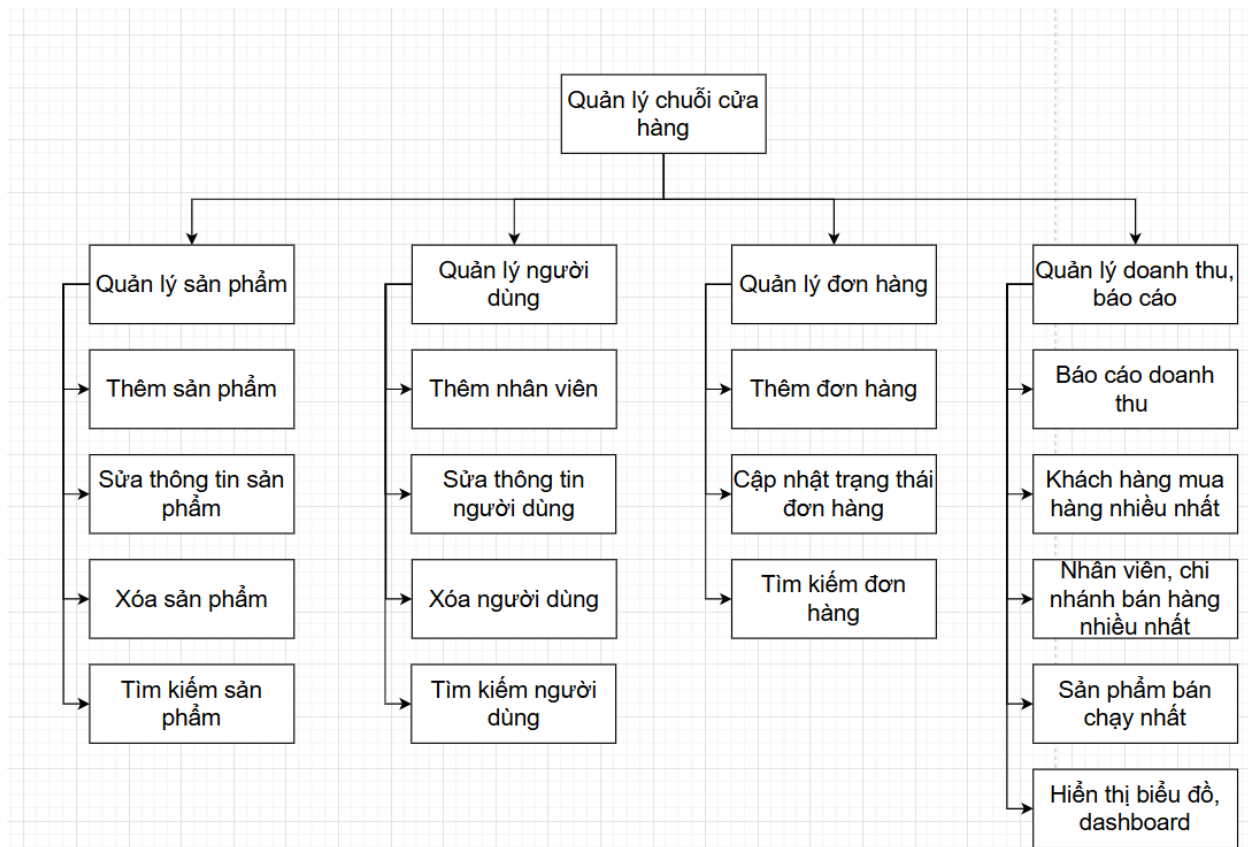 Quản lý chuỗi cửa
hàng
Quản lý sản phẩm
Thêm sản phẩm
Sửa thông tin sản
phẩm
Xóa sản phẩm
Tìm kiếm sản
phẩm
Quản lý người
dùng
Thêm nhân viên
Sửa thông tin
người dùng
Xóa người dùng
Tìm kiếm người
dùng
Quản lý đơn hàng
Thêm đơn hàng
Cập nhật trạng thái
đơn hàng
Tìm kiếm đơn
hàng
Quản lý doanh thu,
báo cáo
Báo cáo doanh
thu
Khách hàng mua
hàng nhiều nhất
Nhân viên, chi
nhánh bán hàng
nhiều nhất
Sản phẩm bán
chạy nhất
Hiển thị biểu đồ,
dashboard